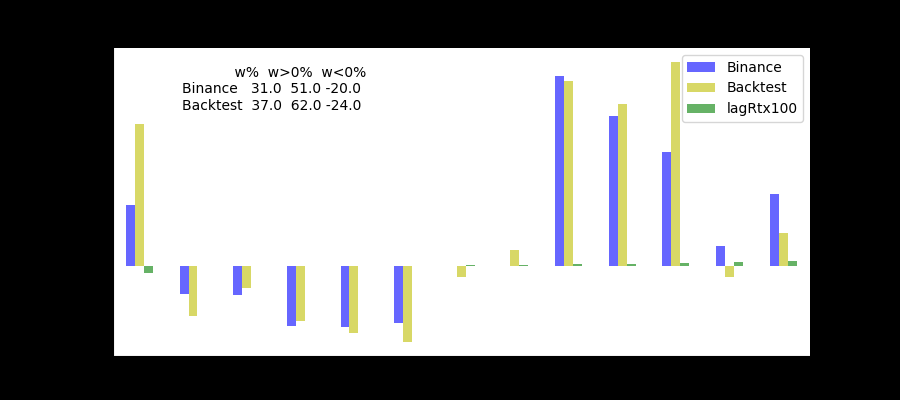 w% w>0% w<0%
Binance 31.0 51.0 -20.0
Backtest 37.0 62.0 -24.0
Binance
Backtest
lagRtx100